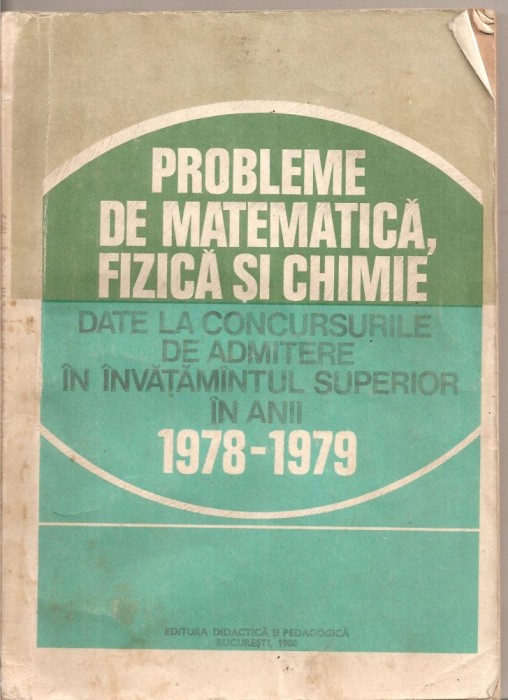 PROBLEME
DE MATEMATICĂ,
FIZICĂ ȘI CHIMIE
DATE LA CONCURSURILE
DE ADMITERE
ÎN ÎNVĂȚĂMÎNTUL SUPERIOR
ÎN ANII
1978-1979
EDITURA DIDACTICĂ ȘI PEDAGOGICĂ
BUCUREȘTI, 1980